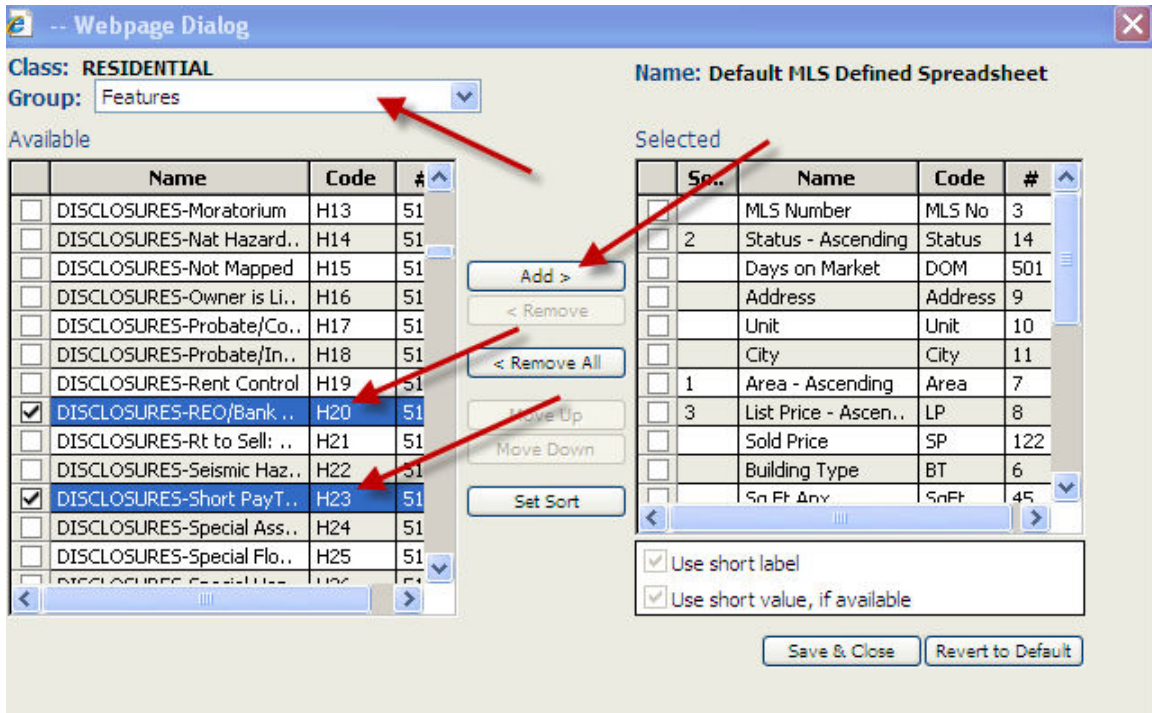 -- Webpage Dialog
Class: RESIDENTIAL
Group: Features
Name: Default MLS Defined Spreadsheet
Available
Name Code #
DISCLOSURES-Moratorium H13 51
DISCLOSURES-Nat Hazard.. H14 51
DISCLOSURES-Not Mapped H15 51
DISCLOSURES-Owner is Li.. H16 51
DISCLOSURES-Probate/Co.. H17 51
DISCLOSURES-Probate/In.. H18 51
DISCLOSURES-Rent Control H19 51
DISCLOSURES-REO/Bank .. H20 51
DISCLOSURES-Rt to Sell: .. H21 51
DISCLOSURES-Seismic Haz.. H22 51
DISCLOSURES-Short PayT.. H23 51
DISCLOSURES-Special Ass.. H24 51
DISCLOSURES-Special Flo.. H25 51
Add >
< Remove
< Remove All
Move Up
Move Down
Set Sort
Selected
So.. Name Code #
MLS Number MLS No 3
2 Status - Ascending Status 14
Days on Market DOM 501
Address Address 9
Unit Unit 10
City City 11
1 Area - Ascending Area 7
3 List Price - Ascen.. LP 8
Sold Price SP 122
Building Type BT 6
Sq Ft Apx SqFt 45
Use short label
Use short value, if available
Save & Close
Revert to Default